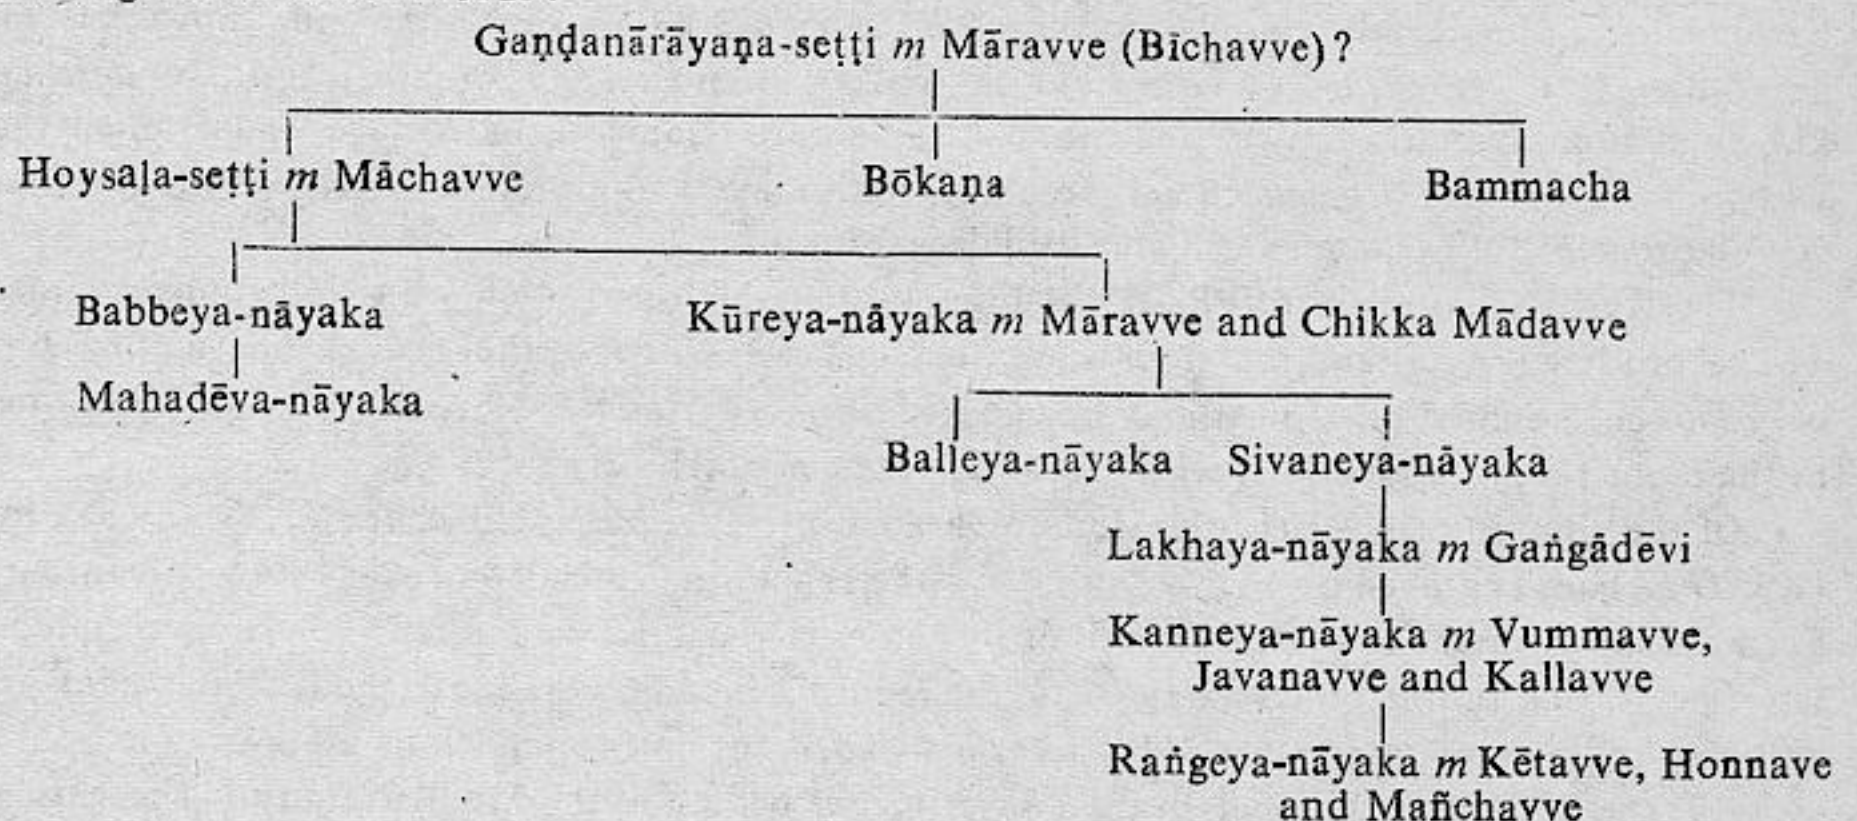 Gaṇḍanārāyaṇa-seṭṭi m Māravve (Bīchavve)?
Hoysaḷa-seṭṭi m Māchavve Bōkaṇa Bammacha
Babbeya-nāyaka Kūreya-nāyaka m Māravve and Chikka Mādavve
Mahadēva-nāyaka
Balleya-nāyaka Sivaneya-nāyaka
Lakhaya-nāyaka m Gaṅgādēvi
Kanneya-nāyaka m Vummavve,
Javanavve and Kallavve
Raṅgeya-nāyaka m Kētavve, Honnave
and Mañchavve